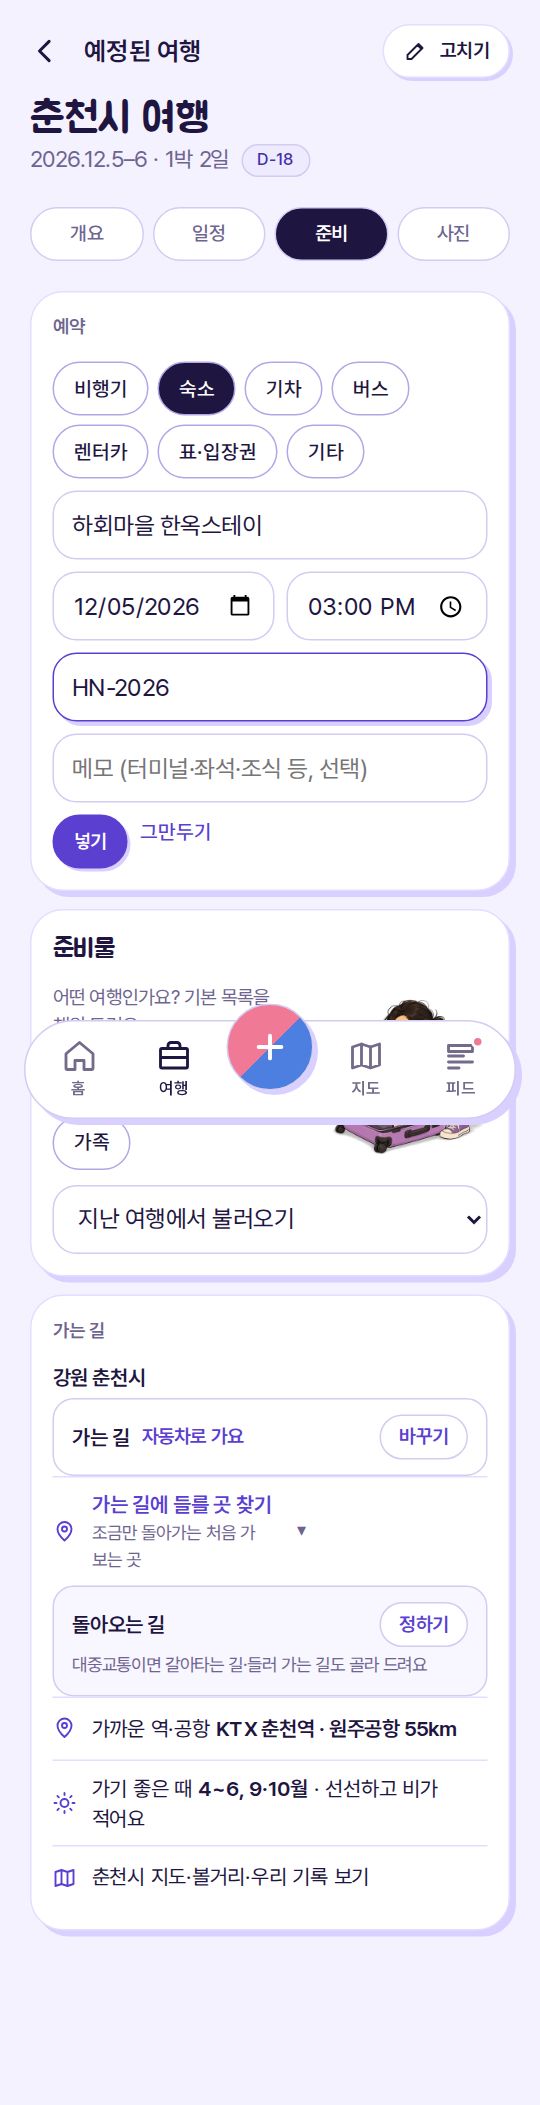 예정된 여행
고치기
춘천시 여행
2026.12.5–6 · 1박 2일 D-18
개요 일정 준비 사진
예약
비행기 숙소 기차 버스
렌터카 표·입장권 기타
하회마을 한옥스테이
12/05/2026 03:00 PM
HN-2026
메모 (터미널·좌석·조식 등, 선택)
넣기 그만두기
준비물
어떤 여행인가요? 기본 목록을
홈 여행 지도 피드
가족
지난 여행에서 불러오기
가는 길
강원 춘천시
가는 길 자동차로 가요 바꾸기
가는 길에 들를 곳 찾기
조금만 돌아가는 처음 가
보는 곳
▼
돌아오는 길 정하기
대중교통이면 갈아타는 길·들러 가는 길도 골라 드려요
가까운 역·공항 KTX 춘천역 · 원주공항 55km
가기 좋은 때 4~6, 9·10월 · 선선하고 비가
적어요
춘천시 지도·볼거리·우리 기록 보기